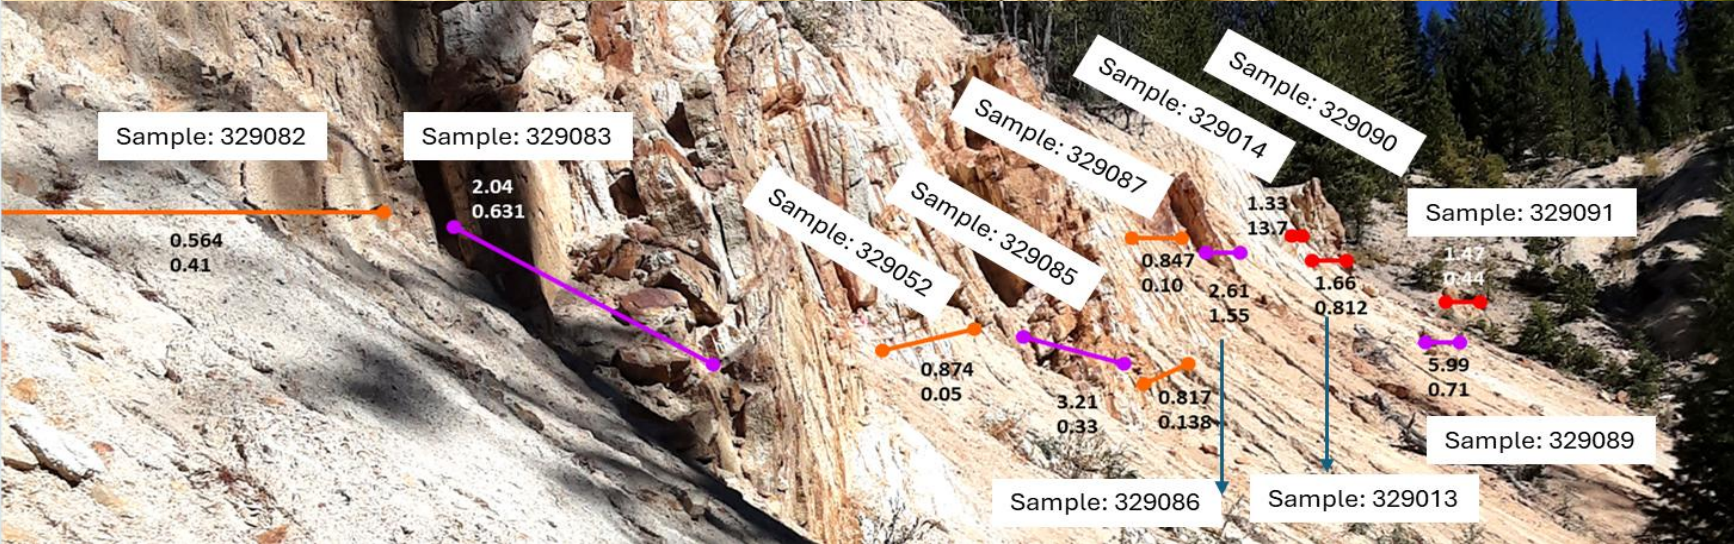 Sample: 329082
Sample: 329083
Sample: 329052
Sample: 329085
Sample: 329087
Sample: 329014
Sample: 329090
Sample: 329091
0.564
0.41
2.04
0.631
0.874
0.05
3.21
0.33
0.847
0.10
0.817
0.138
2.61
1.55
1.33
13.7
1.66
0.812
1.47
0.44
5.99
0.71
Sample: 329089
Sample: 329086
Sample: 329013